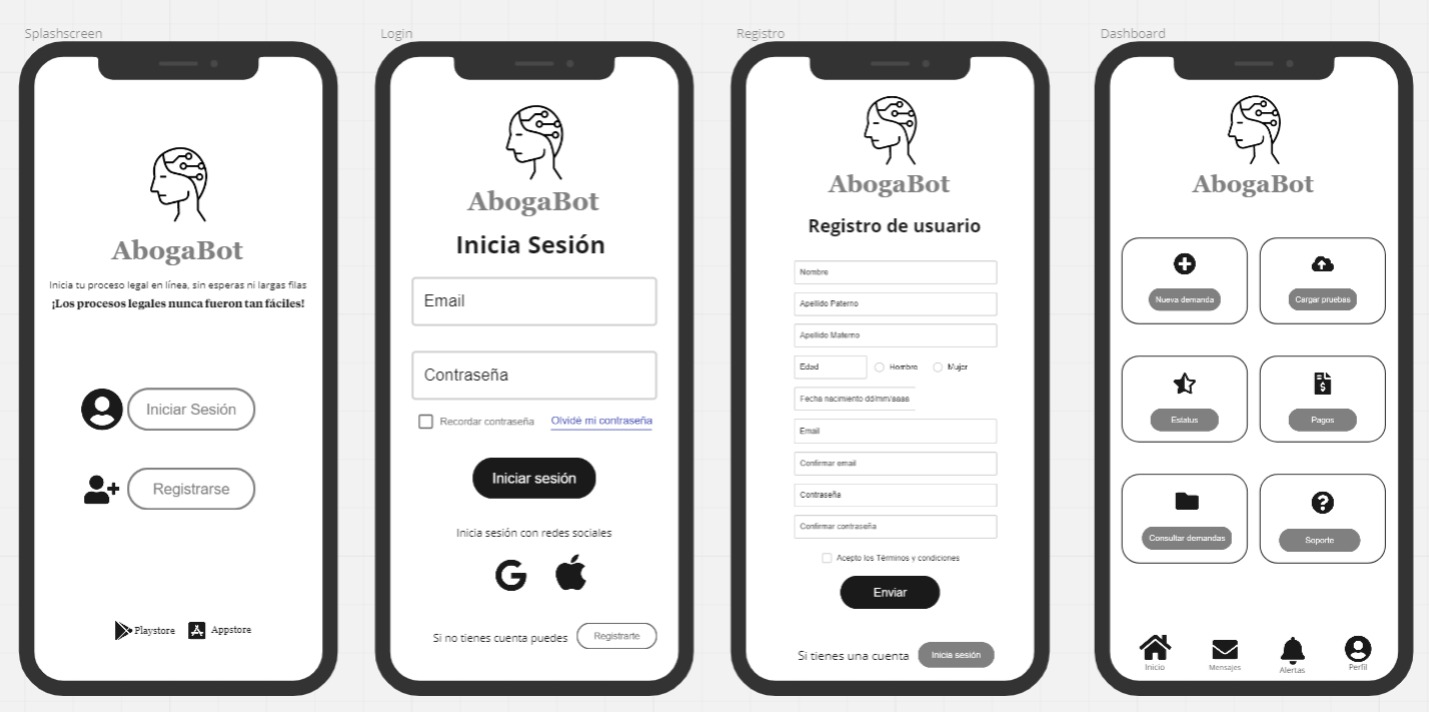 Splashscreen
AbogaBot
Inicia tu proceso legal en línea, sin esperas ni largas filas
¡Los procesos legales nunca fueron tan fáciles!
Iniciar Sesión
Registrarse
Playstore
Appstore
Login
AbogaBot
Inicia Sesión
Email
Contraseña
Recordar contraseña
Olvidé mi contraseña
Iniciar sesión
Inicia sesión con redes sociales
Si no tienes cuenta puedes
Registrarte
Registro
AbogaBot
Registro de usuario
Nombre
Apellido Paterno
Apellido Materno
Edad
Hombre
Mujer
Fecha nacimiento dd/mm/aaaa
Email
Confirmar email
Contraseña
Confirmar contraseña
Acepto los Términos y condiciones
Enviar
Si tienes una cuenta
Inicia sesión
Dashboard
AbogaBot
Nueva demanda
Cargar pruebas
Estatus
Pagos
Consultar demandas
Soporte
Inicio
Mensajes
Alertas
Perfil